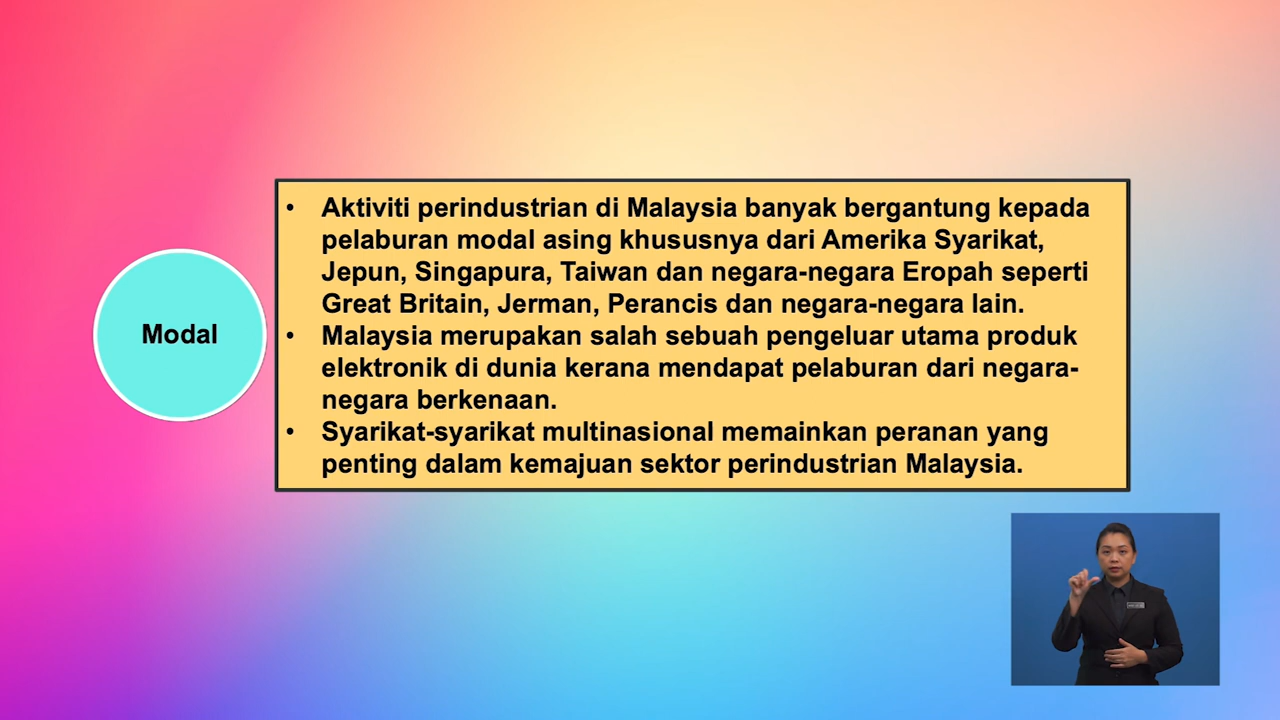 Modal
• Aktiviti perindustrian di Malaysia banyak bergantung kepada
pelaburan modal asing khususnya dari Amerika Syarikat,
Jepun, Singapura, Taiwan dan negara-negara Eropah seperti
Great Britain, Jerman, Perancis dan negara-negara lain.
• Malaysia merupakan salah sebuah pengeluar utama produk
elektronik di dunia kerana mendapat pelaburan dari negara-
negara berkenaan.
• Syarikat-syarikat multinasional memainkan peranan yang
penting dalam kemajuan sektor perindustrian Malaysia.